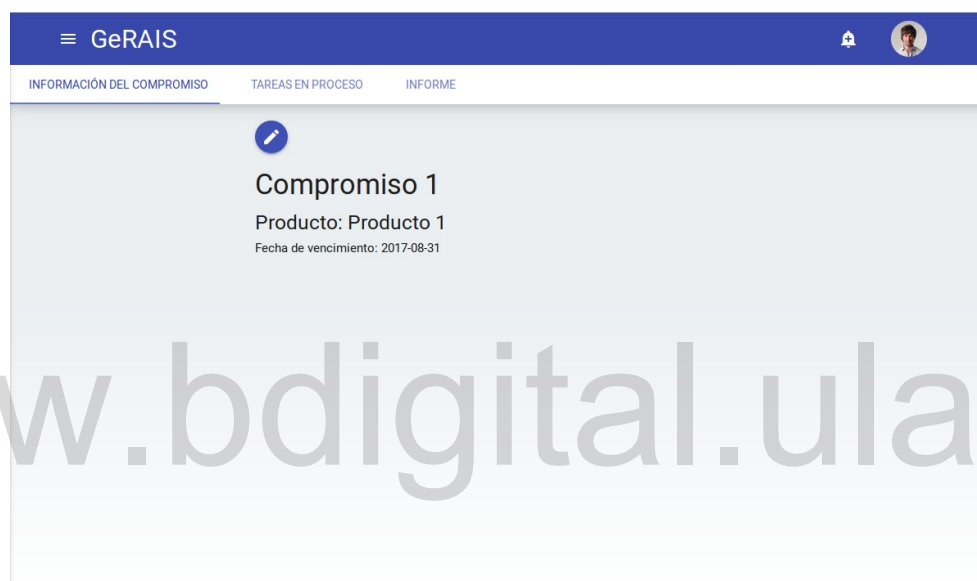 GeRAIS
INFORMACIÓN DEL COMPROMISO TAREAS EN PROCESO INFORME
Compromiso 1
Producto: Producto 1
Fecha de vencimiento: 2017-08-31
w.bdigital.ula